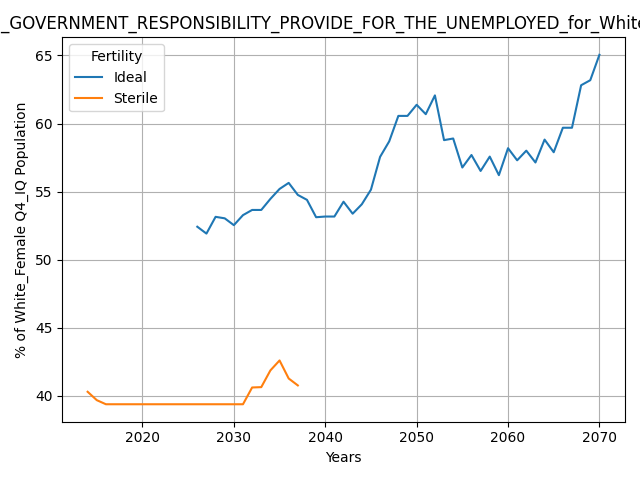 _GOVERNMENT_RESPONSIBILITY_PROVIDE_FOR_THE_UNEMPLOYED_for_White
Fertility
Ideal
Sterile
% of White_Female Q4_IQ Population
65
60
55
50
45
40
2020 2030 2040 2050 2060 2070
Years